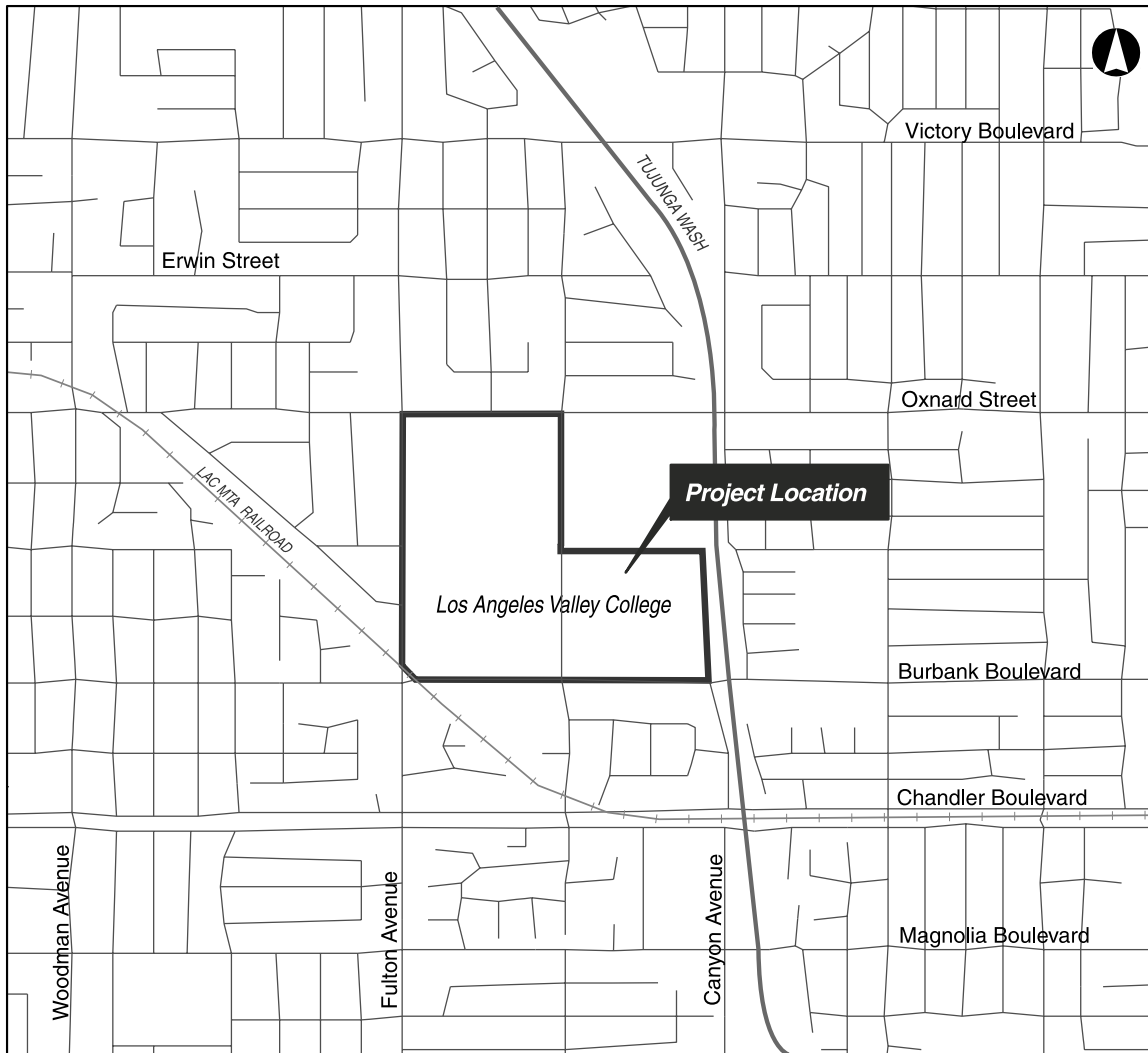 Victory Boulevard
TUJUNGA WASH
Erwin Street
Oxnard Street
Project Location
LAC MTA RAILROAD
Los Angeles Valley College
Burbank Boulevard
Chandler Boulevard
Woodman Avenue
Fulton Avenue
Canyon Avenue
Magnolia Boulevard